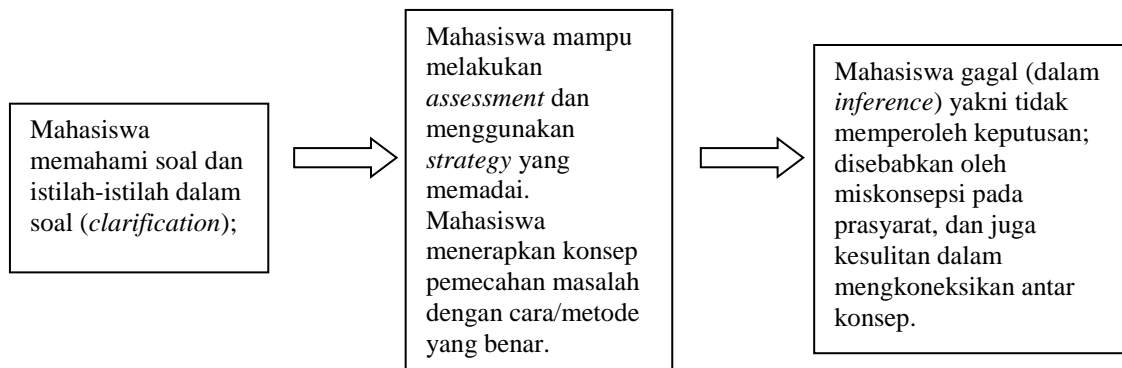 Mahasiswa
memahami soal dan
istilah-istilah dalam
soal (clarification);
Mahasiswa mampu
melakukan
assessment dan
menggunakan
strategy yang
memadai.
Mahasiswa
menerapkan konsep
pemecahan masalah
dengan cara/metode
yang benar.
Mahasiswa gagal (dalam
inference) yakni tidak
memperoleh keputusan;
disebabkan oleh
miskonsepsi pada
prasyarat, dan juga
kesulitan dalam
mengkoneksikan antar
konsep.